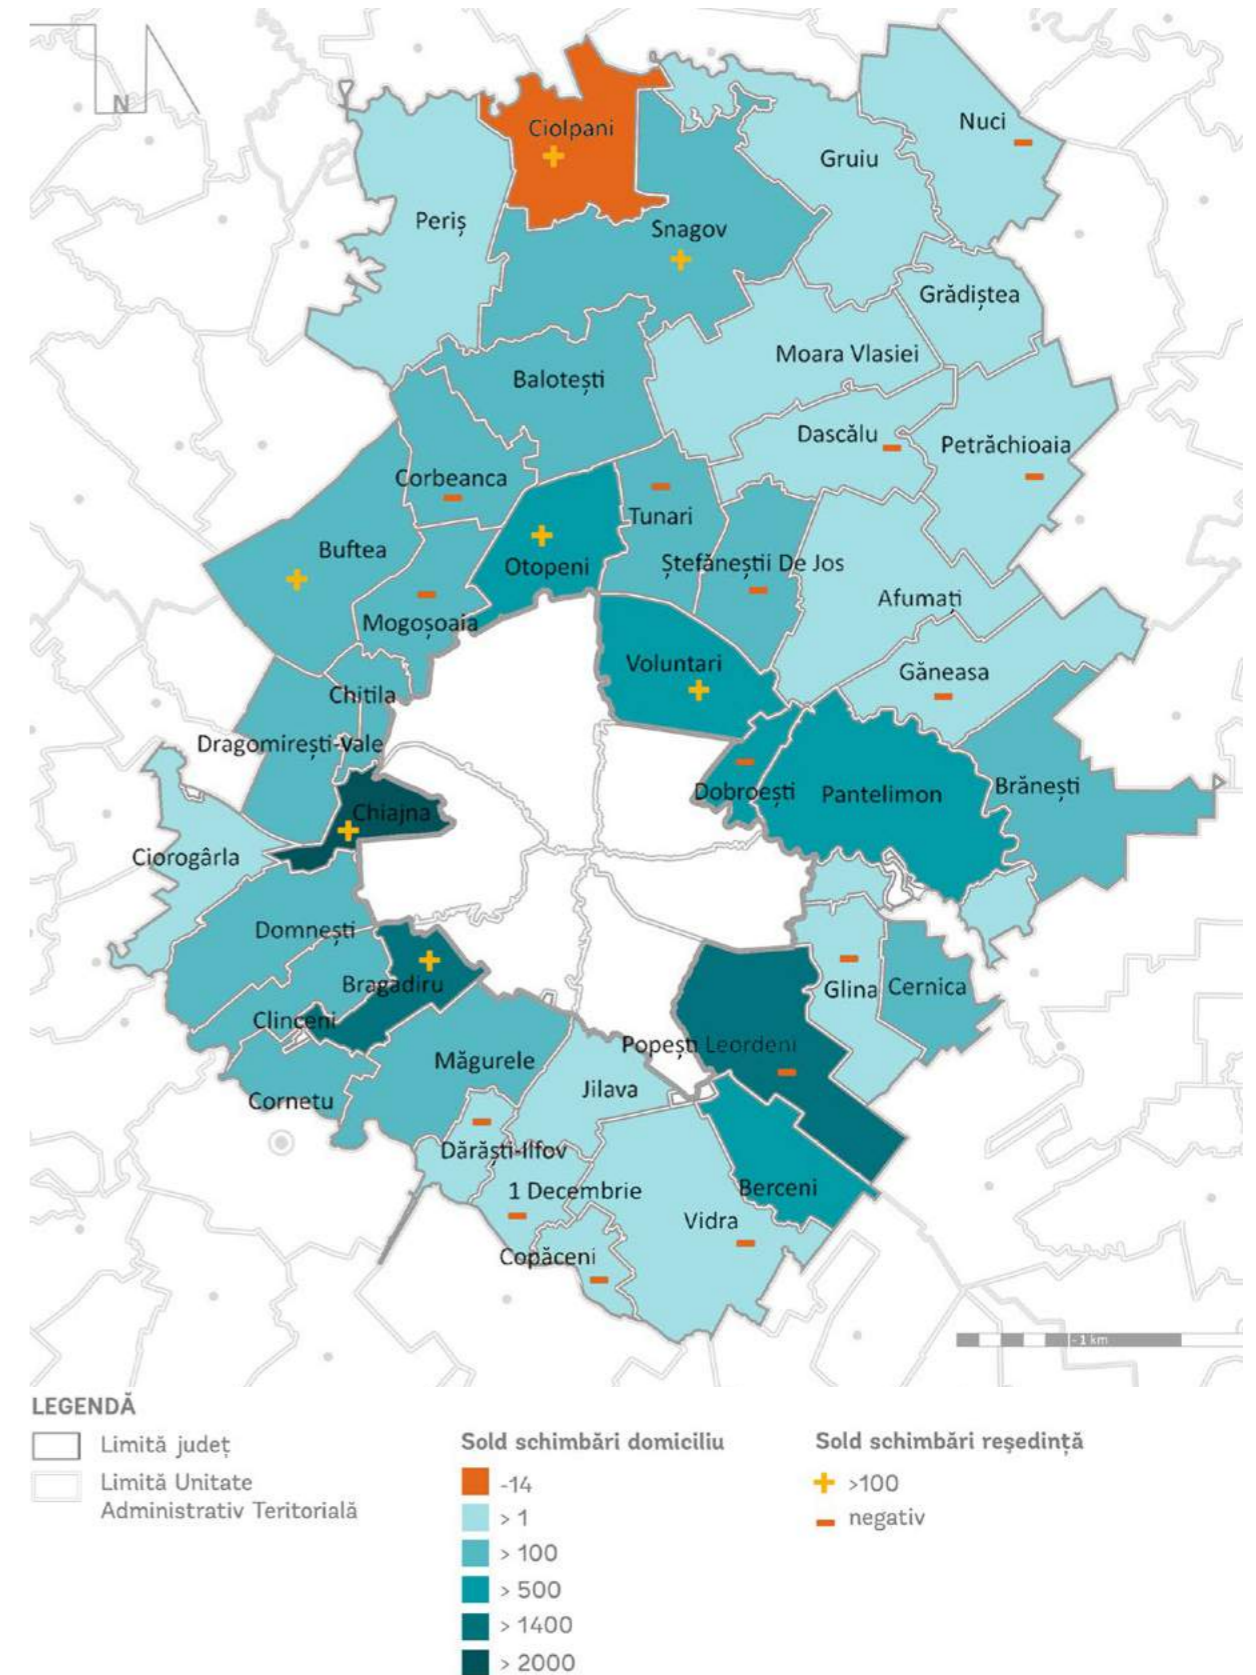 N
Ciolpani
Nuci
Gruiu
Periș
Snagov
Grădiștea
Moara Vlasiei
Balotești
Dascălu
Petrăchioaia
Corbeanca
Tunari
Buftea
Otopeni
Ștefăneștii De Jos
Afumați
Mogoșoaia
Voluntari
Găneasa
Chitila
Dragomirești-Vale
Dobroești
Pantelimon
Brănești
Chiajna
Ciorogârla
Domnești
Bragadiru
Glina
Cernica
Clinceni
Popești Leordeni
Măgurele
Jilava
Cornetu
Dărăști-Ilfov
1 Decembrie
Berceni
Vidra
Copăceni
1 km
LEGENDĂ
Limită județ
Limită Unitate
Administrativ Teritorială
Sold schimbări domiciliu
-14
> 1
> 100
> 500
> 1400
> 2000
Sold schimbări reședință
>100
negativ